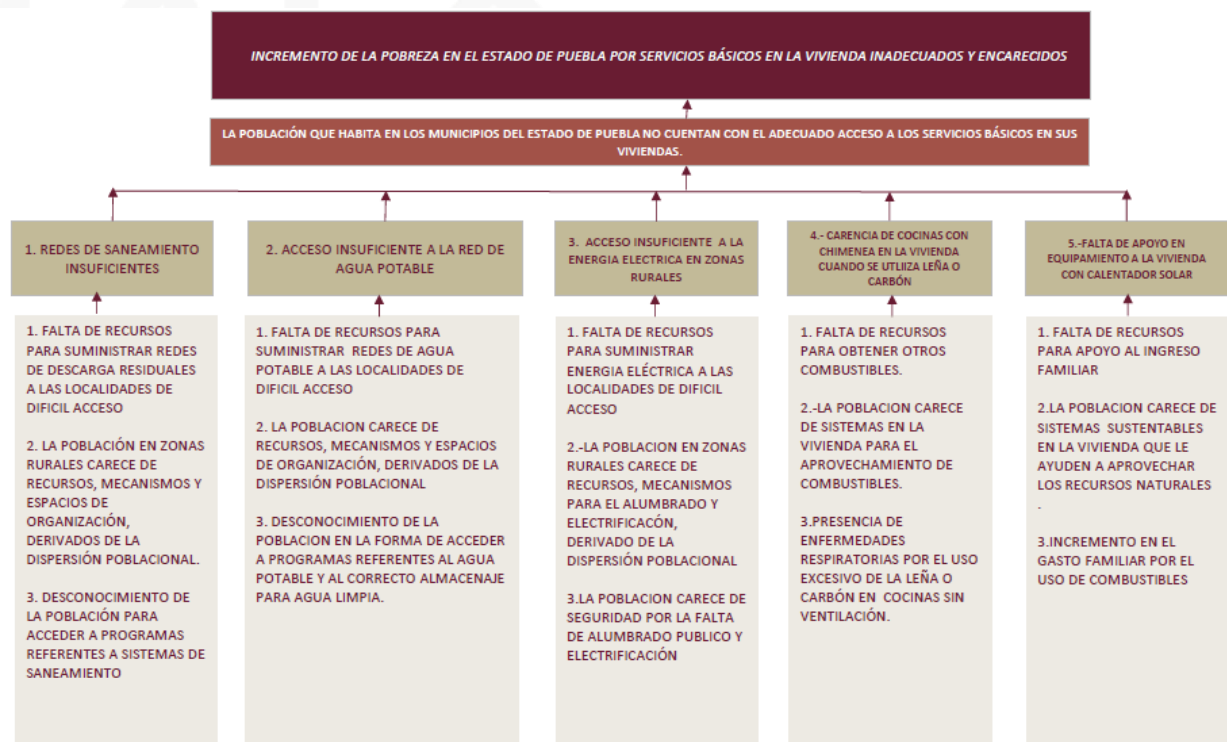 INCREMENTO DE LA POBREZA EN EL ESTADO DE PUEBLA POR SERVICIOS BÁSICOS EN LA VIVIENDA INADECUADOS Y ENCARECIDOS
LA POBLACIÓN QUE HABITA EN LOS MUNICIPIOS DEL ESTADO DE PUEBLA NO CUENTAN CON EL ADECUADO ACCESO A LOS SERVICIOS BÁSICOS EN SUS
VIVIENDAS.
1. REDES DE SANEAMIENTO
INSUFICIENTES
1. FALTA DE RECURSOS
PARA SUMINISTRAR REDES
DE DESCARGA RESIDUALES
A LAS LOCALIDADES DE
DIFICIL ACCESO
2. LA POBLACIÓN EN ZONAS
RURALES CARECE DE
RECURSOS, MECANISMOS Y
ESPACIOS DE
ORGANIZACIÓN,
DERIVADOS DE LA
DISPERSIÓN POBLACIONAL.
3. DESCONOCIMIENTO DE
LA POBLACIÓN PARA
ACCEDER A PROGRAMAS
REFERENTES A SISTEMAS DE
SANEAMIENTO
2. ACCESO INSUFICIENTE A LA RED DE
AGUA POTABLE
1. FALTA DE RECURSOS PARA
SUMINISTRAR REDES DE AGUA
POTABLE A LAS LOCALIDADES DE
DIFICIL ACCESO
2. LA POBLACION CARECE DE
RECURSOS, MECANISMOS Y ESPACIOS
DE ORGANIZACIÓN, DERIVADOS DE LA
DISPERSIÓN POBLACIONAL
3. DESCONOCIMIENTO DE LA
POBLACION EN LA FORMA DE ACCEDER
A PROGRAMAS REFERENTES AL AGUA
POTABLE Y AL CORRECTO ALMACENAJE
PARA AGUA LIMPIA.
3. ACCESO INSUFICIENTE A LA
ENERGIA ELECTRICA EN ZONAS
RURALES
1. FALTA DE RECURSOS
PARA SUMINISTRAR
ENERGIA ELÉCTRICA A LAS
LOCALIDADES DE DIFICIL
ACCESO
2.-LA POBLACION EN ZONAS
RURALES CARECE DE
RECURSOS, MECANISMOS
PARA EL ALUMBRADO Y
ELECTRIFICACÓN,
DERIVADO DE LA
DISPERSIÓN POBLACIONAL
3.LA POBLACION CARECE DE
SEGURIDAD POR LA FALTA
DE ALUMBRADO PUBLICO Y
ELECTRIFICACIÓN
4.- CARENCIA DE COCINAS CON
CHIMENEA EN LA VIVIENDA
CUANDO SE UTLIIZA LEÑA O
CARBÓN
1. FALTA DE RECURSOS
PARA OBTENER OTROS
COMBUSTIBLES.
2.-LA POBLACION CARECE
DE SISTEMAS EN LA
VIVIENDA PARA EL
APROVECHAMIENTO DE
COMBUSTIBLES.
3.PRESENCIA DE
ENFERMEDADES
RESPIRATORIAS POR EL USO
EXCESIVO DE LA LEÑA O
CARBÓN EN COCINAS SIN
VENTILACIÓN.
5.-FALTA DE APOYO EN
EQUIPAMIENTO A LA VIVIENDA
CON CALENTADOR SOLAR
1. FALTA DE RECURSOS
PARA APOYO AL INGRESO
FAMILIAR
2.LA POBLACION CARECE DE
SISTEMAS SUSTENTABLES
EN LA VIVIENDA QUE LE
AYUDEN A APROVECHAR
LOS RECURSOS NATURALES
.
3.INCREMENTO EN EL
GASTO FAMILIAR POR EL
USO DE COMBUSTIBLES